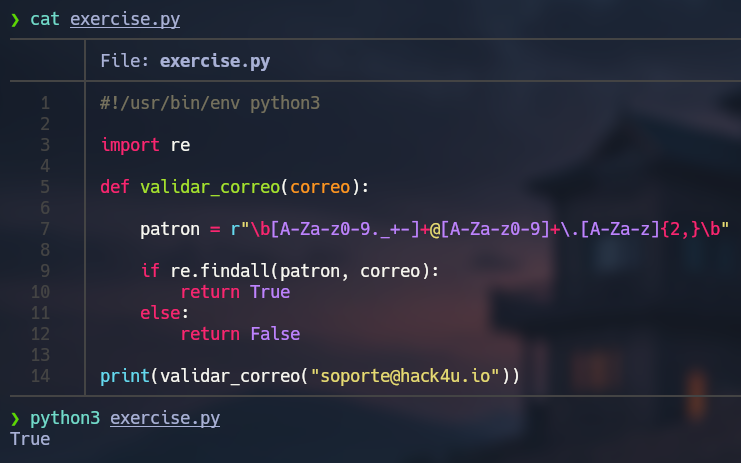 ❯ cat exercise.py
File: exercise.py
1 #!/usr/bin/env python3
2
3 import re
4
5 def validar_correo(correo):
6
7     patron = r"\b[A-Za-z0-9._+-]+@[A-Za-z0-9]+\.[A-Za-z]{2,}\b"
8
9     if re.findall(patron, correo):
10         return True
11     else:
12         return False
13
14 print(validar_correo("soporte@hack4u.io"))
❯ python3 exercise.py
True